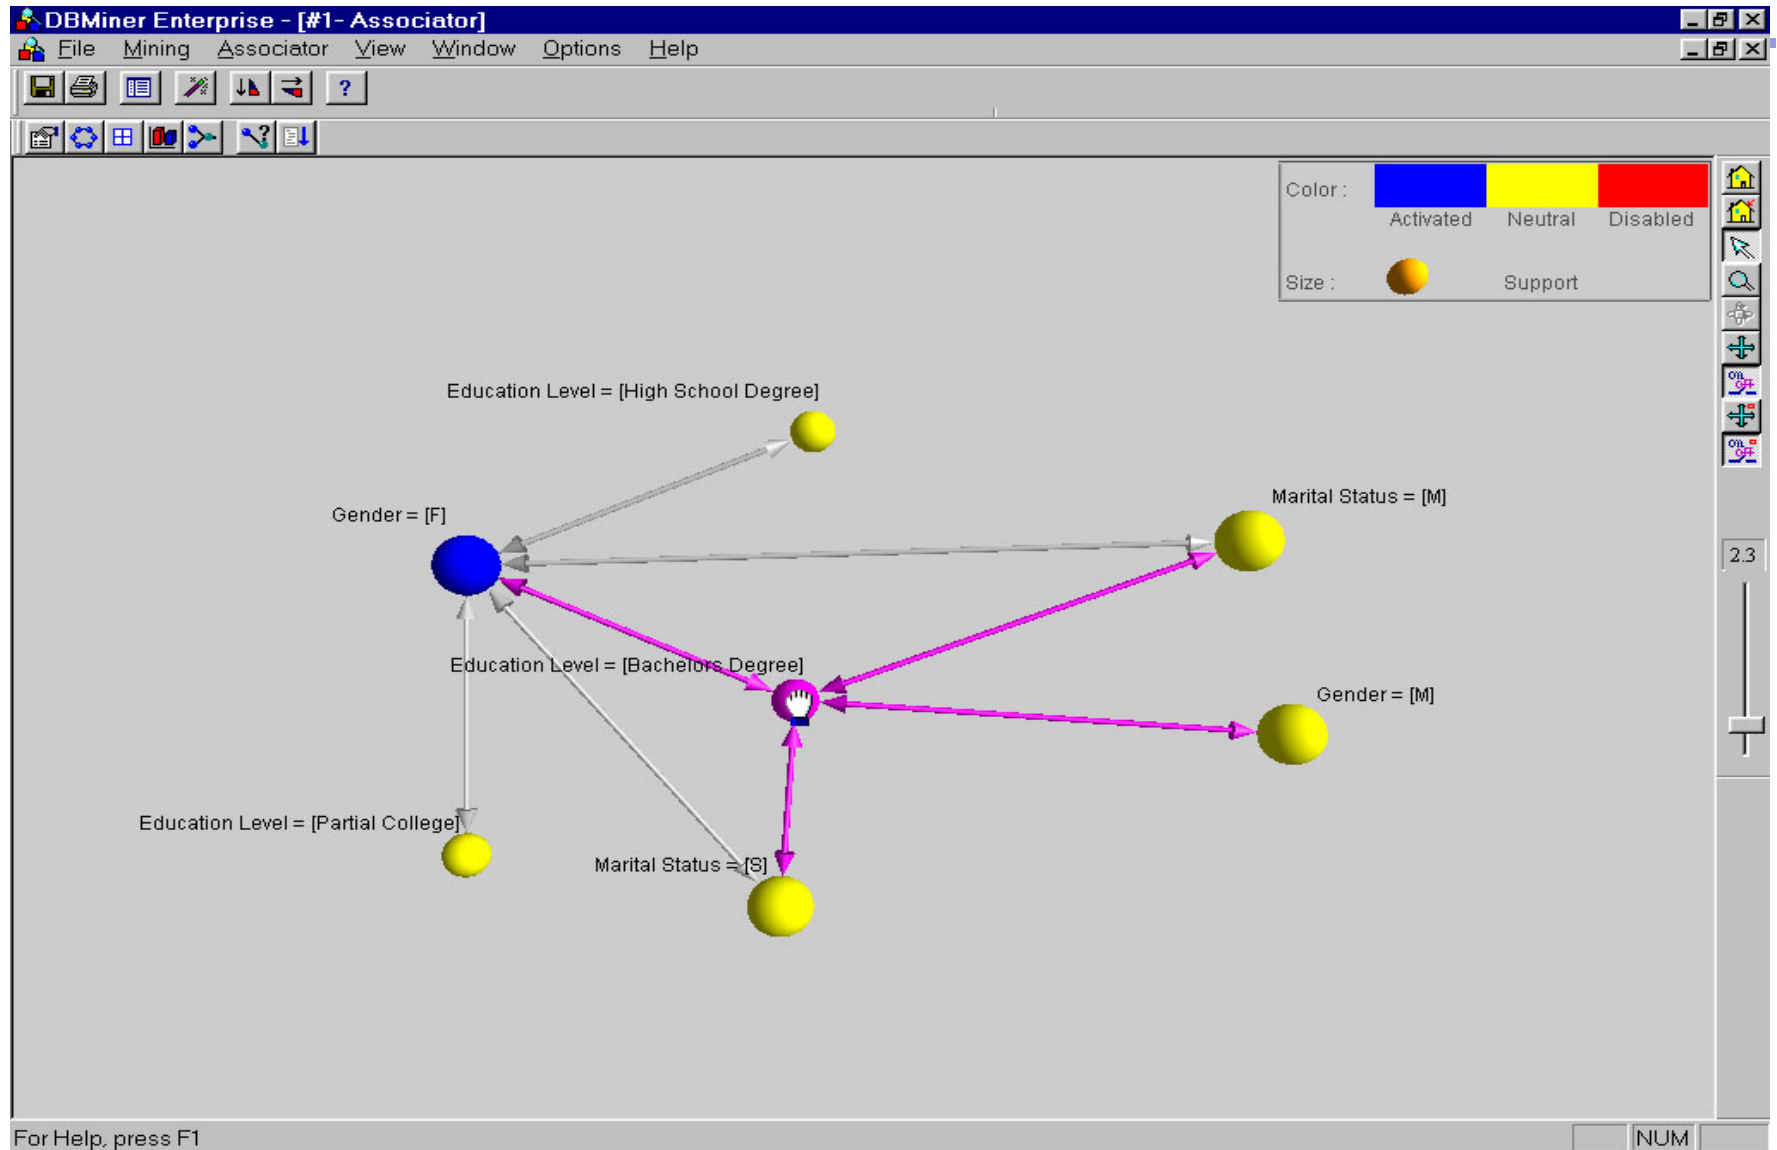 DBMiner Enterprise - [#1- Associator]
File Mining Associator View Window Options Help
Color :
Activated Neutral Disabled
Size : Support
Education Level = [High School Degree]
Marital Status = [M]
Gender = [F]
2.3
Education Level = [Bachelors Degree]
Gender = [M]
Education Level = [Partial College]
Marital Status = [S]
For Help, press F1
NUM